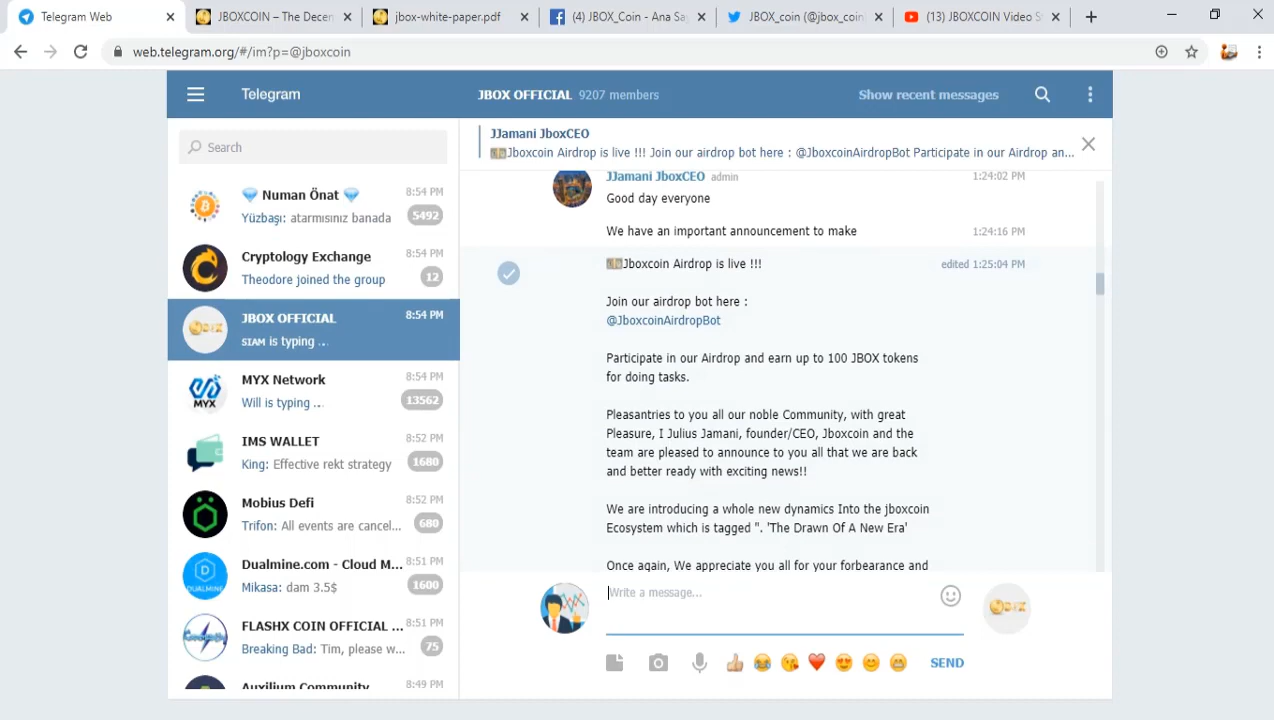 Telegram Web
JBOXCOIN – The Decen
jbox-white-paper.pdf
(4) JBOX_Coin - Ana Sa
JBOX_coin (@jbox_coin
(13) JBOXCOIN Video S
web.telegram.org/#/im?p=@jboxcoin
Telegram
JBOX OFFICIAL 9207 members
Show recent messages
Search
Numan Önat
8:54 PM
Yüzbaşı: atarmısınız banada
5492
Cryptology Exchange
8:54 PM
Theodore joined the group
12
JBOX OFFICIAL
8:54 PM
SIAM is typing ...
MYX
MYX Network
8:54 PM
Will is typing ...
13562
IMS WALLET
8:52 PM
King: Effective rekt strategy
1680
Mobius Defi
8:52 PM
Trifon: All events are cancel...
680
DUALMINE
Dualmine.com - Cloud M...
8:51 PM
Mikasa: dam 3.5$
1600
FLASHX COIN OFFICIAL ...
8:51 PM
Breaking Bad: Tim, please w...
75
Auxilium Community
8:49 PM
JJamani JboxCEO
Jboxcoin Airdrop is live !!! Join our airdrop bot here : @JboxcoinAirdropBot Participate in our Airdrop an...
JJamani JboxCEO admin
1:24:02 PM
Good day everyone
We have an important announcement to make
1:24:16 PM
Jboxcoin Airdrop is live !!!
edited 1:25:04 PM
Join our airdrop bot here :
@JboxcoinAirdropBot
Participate in our Airdrop and earn up to 100 JBOX tokens
for doing tasks.
Pleasantries to you all our noble Community, with great
Pleasure, I Julius Jamani, founder/CEO, Jboxcoin and the
team are pleased to announce to you all that we are back
and better ready with exciting news!!
We are introducing a whole new dynamics Into the jboxcoin
Ecosystem which is tagged ". 'The Drawn Of A New Era'
Once again, We appreciate you all for your forbearance and
Write a message...
SEND